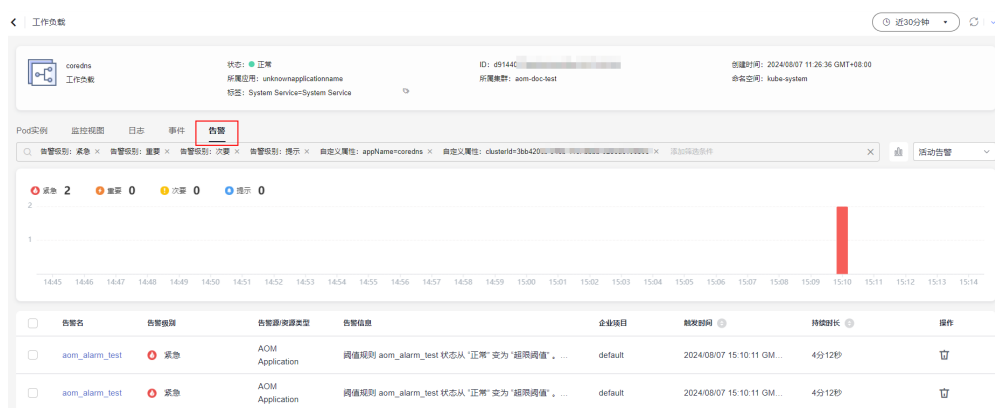 工作负载
近30分钟
coredns
工作负载
状态： 正常
所属应用： unknownapplicationname
标签： System Service=System Service
ID： d91440
所属集群： aom-doc-test
创建时间： 2024/08/07 11:26:36 GMT+08:00
命名空间： kube-system
Pod实例 监控视图 日志 事件 告警
告警级别：紧急 × 告警级别：重要 × 告警级别：次要 × 告警级别：提示 × 自定义属性：appName=coredns × 自定义属性：clusterId=3bb420 × 添加筛选条件 × 活动告警
紧急 2 重要 0 次要 0 提示 0
2
1
14:45 14:46 14:47 14:48 14:49 14:50 14:51 14:52 14:53 14:54 14:55 14:56 14:57 14:58 14:59 15:00 15:01 15:02 15:03 15:04 15:05 15:06 15:07 15:08 15:09 15:10 15:11 15:12 15:13 15:14
告警名 告警级别 告警源/资源类型 告警信息 企业项目 触发时间 持续时长 操作
aom_alarm_test 紧急 AOM
Application 阈值规则 aom_alarm_test 状态从 "正常" 变为 "超限阈值" 。... default 2024/08/07 15:10:11 GM... 4分12秒
aom_alarm_test 紧急 AOM
Application 阈值规则 aom_alarm_test 状态从 "正常" 变为 "超限阈值" 。... default 2024/08/07 15:10:11 GM... 4分12秒